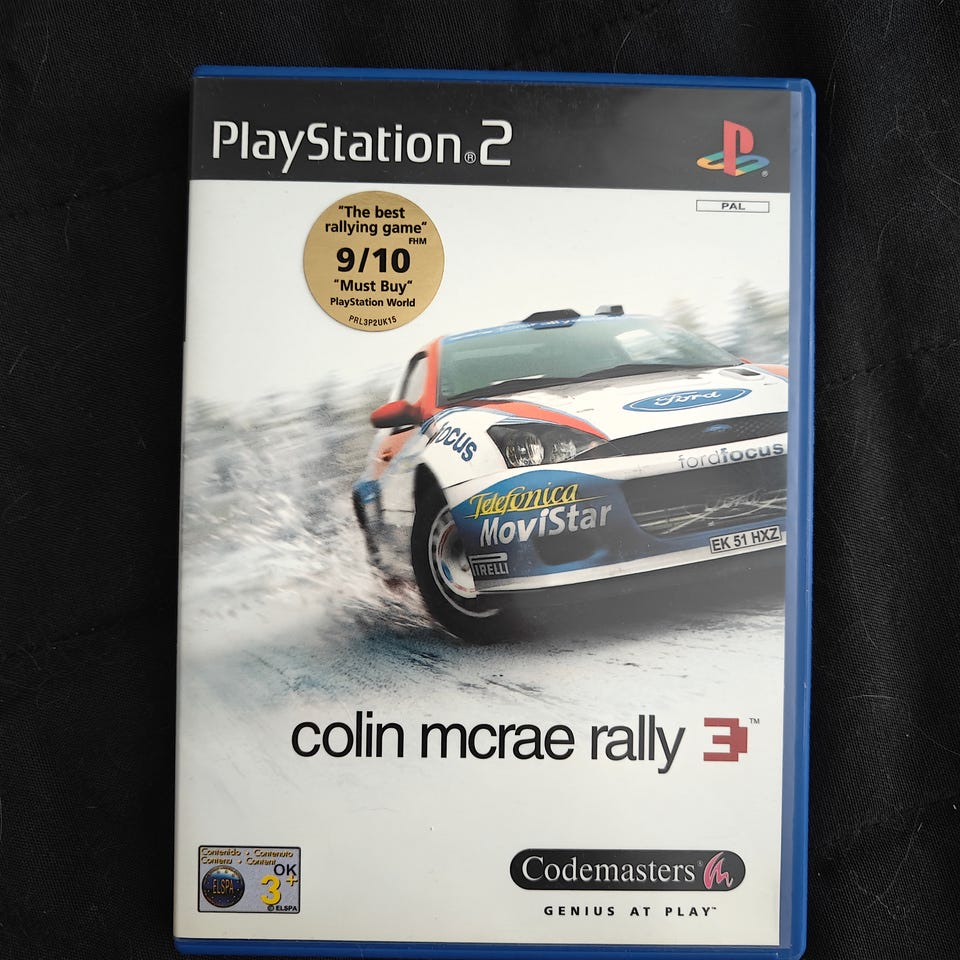 PlayStation®2
PAL
"The best
rallying game"
FHM
9/10
"Must Buy"
PlayStation World
PRL3P2UK15
Ford
focus
fordfocus
Telefonica
MoviStar
EK 51 HXZ
PIRELLI
colin mcrae rally 3™
Contenido • Contenuto
Contenu • Content
OK
3+
ELSPA
© ELSPA
Codemasters®
GENIUS AT PLAY™